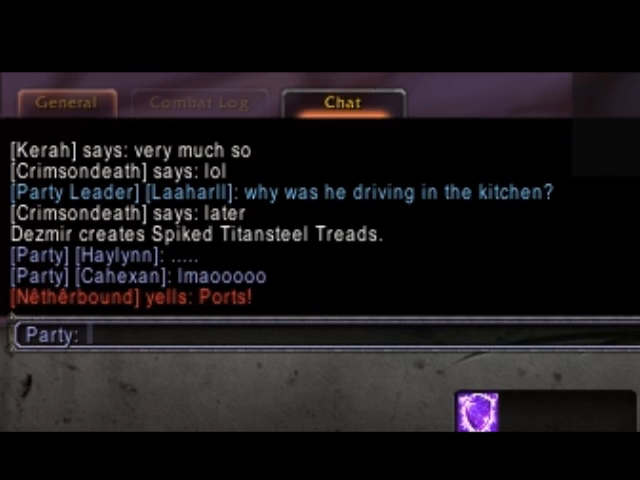 General Combat Log Chat
[Kerah] says: very much so
[Crimsondeath] says: lol
[Party Leader] [Laaharll]: why was he driving in the kitchen?
[Crimsondeath] says: later
Dezmir creates Spiked Titansteel Treads.
[Party] [Haylynn]: .....
[Party] [Cahexan]: lmaooooo
[Nêthêrbound] yells: Ports!
Party: